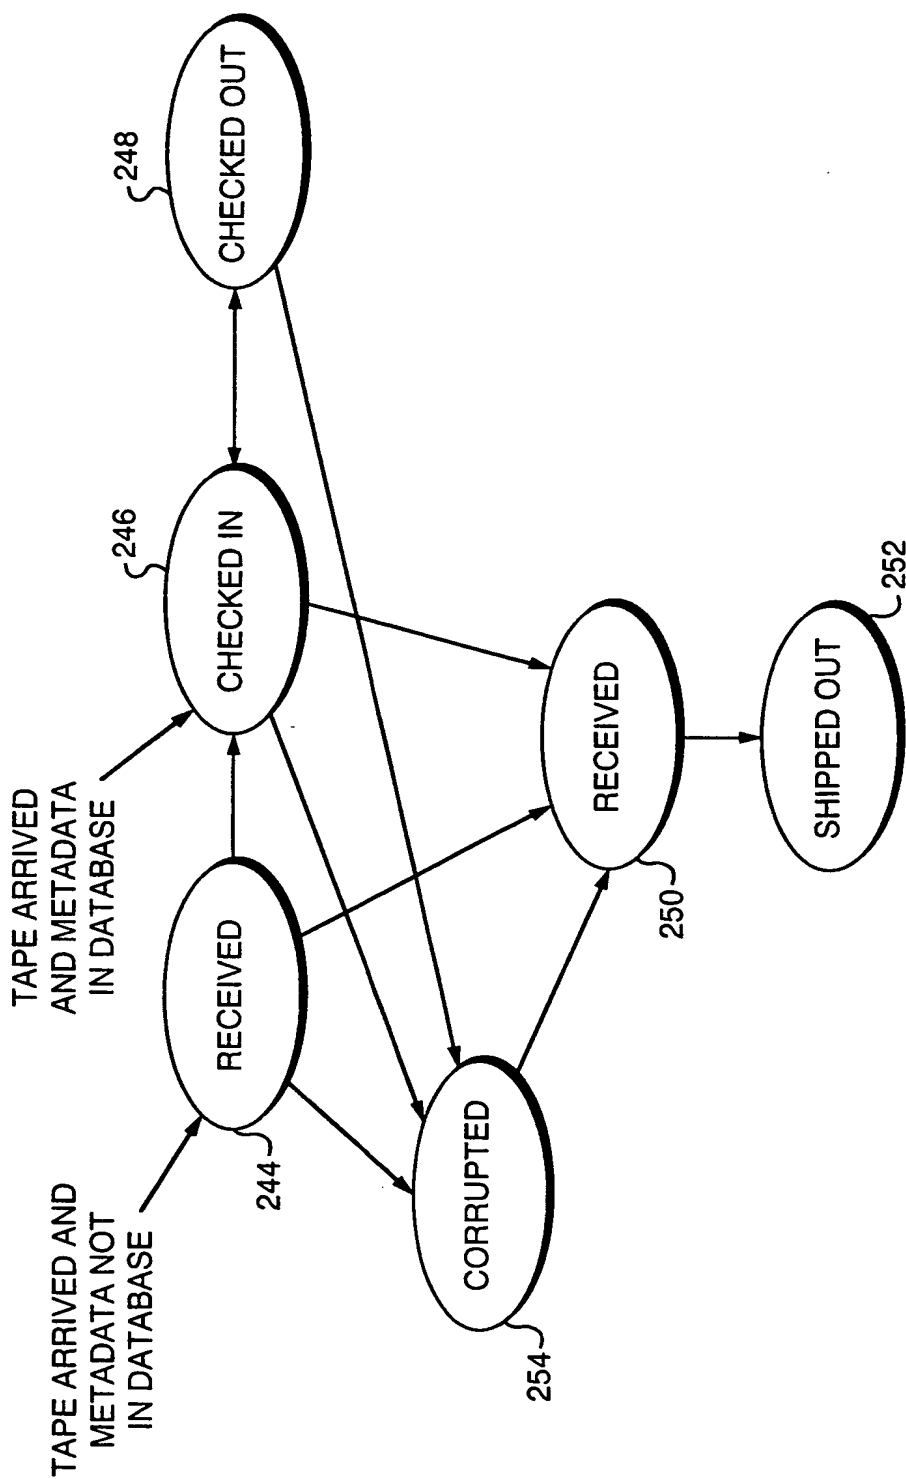 TAPE ARRIVED AND
METADATA NOT
IN DATABASE
TAPE ARRIVED
AND METADATA
IN DATABASE
244
RECEIVED
246
CHECKED IN
248
CHECKED OUT
254
CORRUPTED
250
RECEIVED
252
SHIPPED OUT